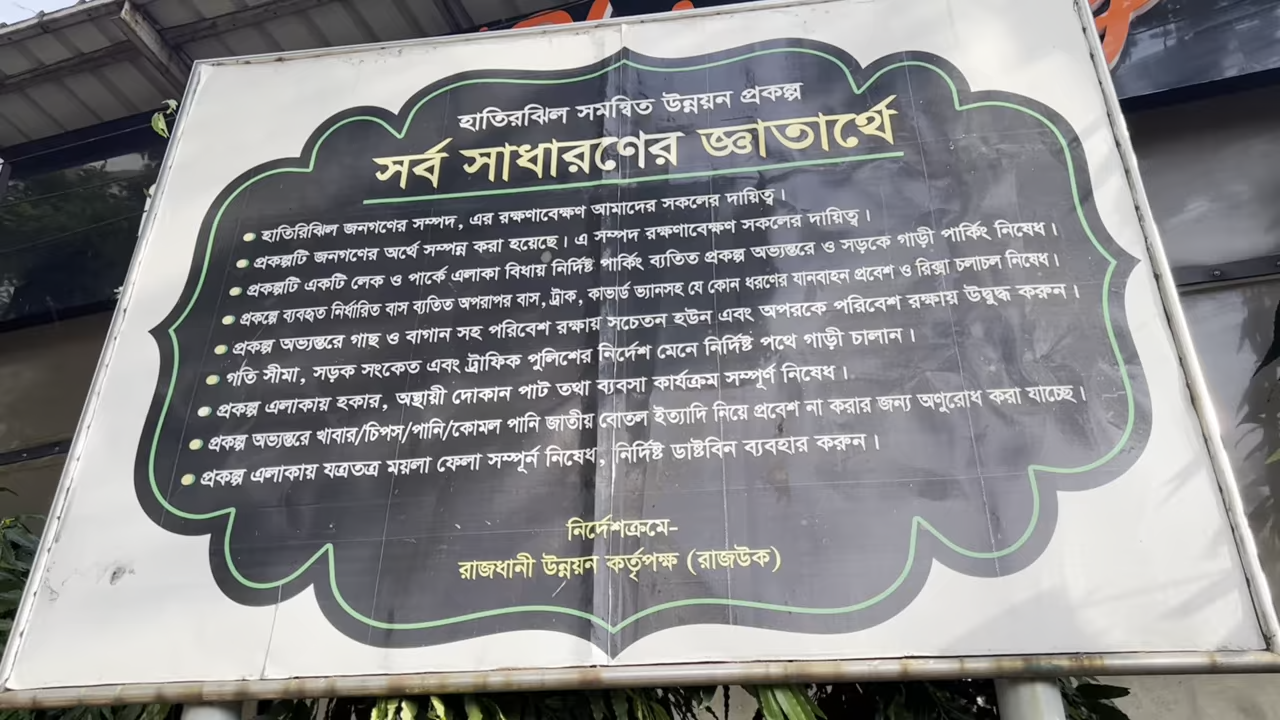 হাতিরঝিল সমন্বিত উন্নয়ন প্রকল্প
সর্ব সাধারণের জ্ঞাতার্থে
হাতিরিঝিল জনগণের সম্পদ, এর রক্ষণাবেক্ষণ আমাদের সকলের দায়িত্ব।
প্রকল্পটি জনগণের অর্থে সম্পন্ন করা হয়েছে। এ সম্পদ রক্ষণাবেক্ষণ সকলের দায়িত্ব।
প্রকল্পটি একটি লেক ও পার্কে এলাকা বিধায় নির্দিষ্ট পার্কিং ব্যতিত প্রকল্প অভ্যন্তরে ও সড়কে গাড়ী পার্কিং নিষেধ।
প্রকল্পে ব্যবহৃত নির্ধারিত বাস ব্যতিত অপরাপর বাস, ট্রাক, কাভার্ড ভ্যানসহ যে কোন ধরণের যানবাহন প্রবেশ ও রিক্সা চলাচল নিষেধ।
প্রকল্প অভ্যন্তরে গাছ ও বাগান সহ পরিবেশ রক্ষায় সচেতন হউন এবং অপরকে পরিবেশ রক্ষায় উদ্বুদ্ধ করুন।
গতি সীমা, সড়ক সংকেত এবং ট্রাফিক পুলিশের নির্দেশ মেনে নির্দিষ্ট পথে গাড়ী চালান।
প্রকল্প এলাকায় হকার, অস্থায়ী দোকান পাট তথা ব্যবসা কার্যক্রম সম্পূর্ণ নিষেধ।
প্রকল্প অভ্যন্তরে খাবার/চিপস/পানি/কোমল পানি জাতীয় বোতল ইত্যাদি নিয়ে প্রবেশ না করার জন্য অণুরোধ করা যাচ্ছে।
প্রকল্প এলাকায় যত্রতত্র ময়লা ফেলা সম্পূর্ন নিষেধ, নির্দিষ্ট ডাষ্টবিন ব্যবহার করুন।
নির্দেশক্রমে-
রাজধানী উন্নয়ন কর্তৃপক্ষ (রাজউক)